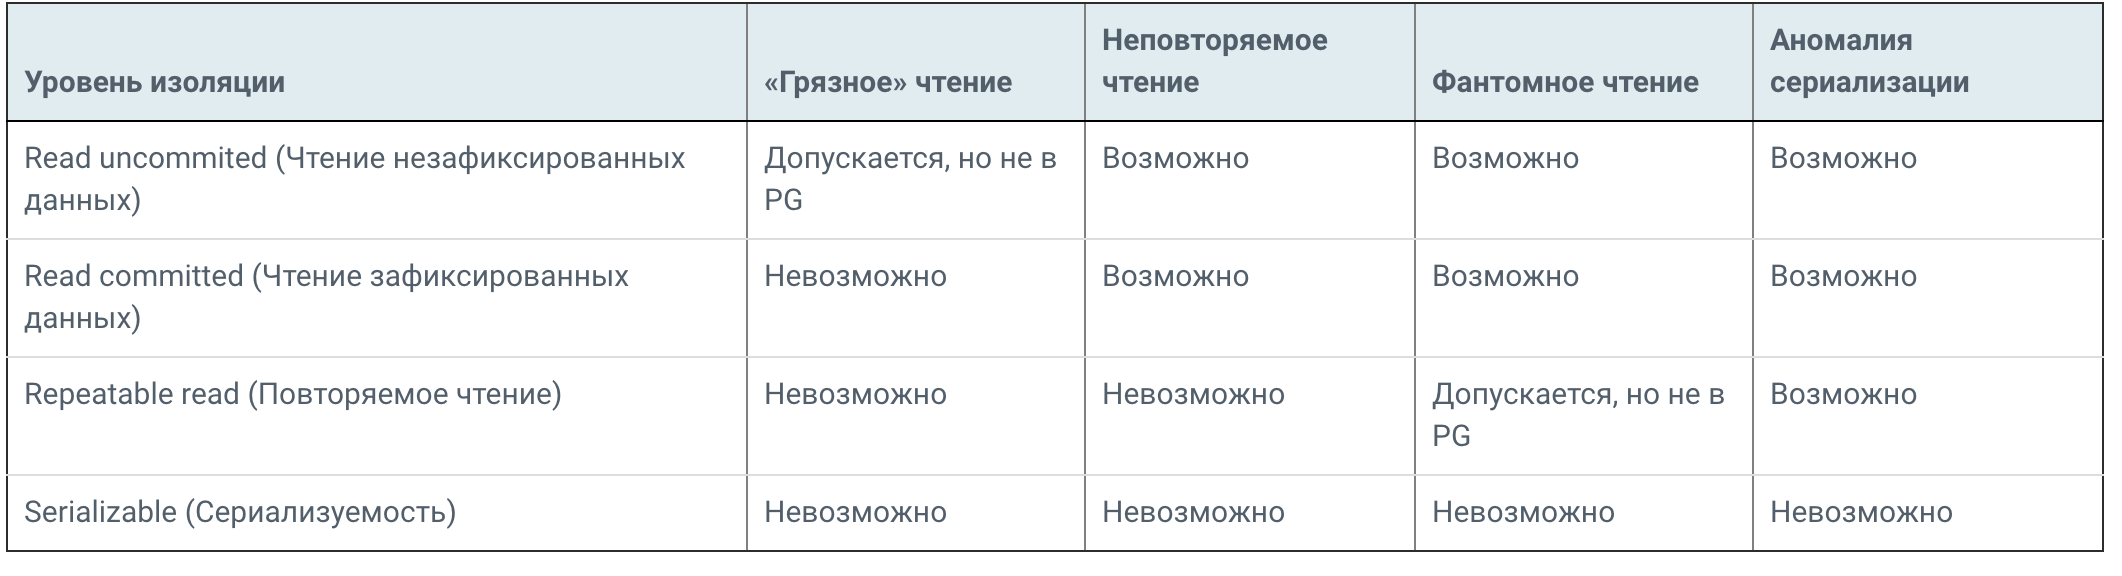 Уровень изоляции
«Грязное» чтение
Неповторяемое
чтение
Фантомное чтение
Аномалия
сериализации
Read uncommited (Чтение незафиксированных
данных)
Допускается, но не в
PG
Возможно
Возможно
Возможно
Read committed (Чтение зафиксированных
данных)
Невозможно
Возможно
Возможно
Возможно
Repeatable read (Повторяемое чтение)
Невозможно
Невозможно
Допускается, но не в
PG
Возможно
Serializable (Сериализуемость)
Невозможно
Невозможно
Невозможно
Невозможно